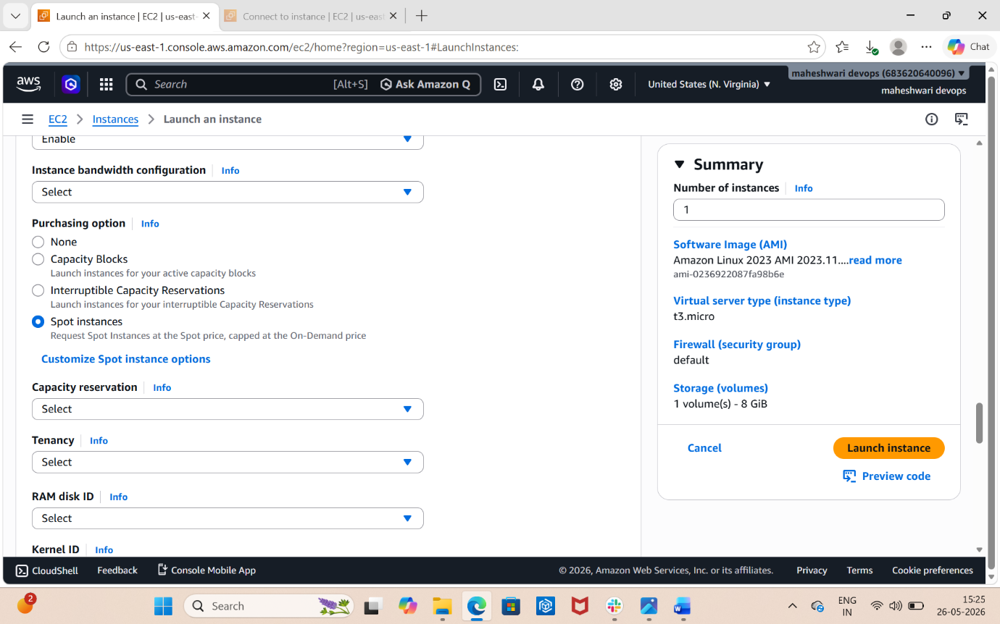 Launch an instance | EC2 | us-east-
Connect to instance | EC2 | us-east
https://us-east-1.console.aws.amazon.com/ec2/home?region=us-east-1#LaunchInstances:
Chat
aws
Search
[Alt+S]
Ask Amazon Q
United States (N. Virginia)
maheshwari devops (683620640096)
maheshwari devops
EC2
Instances
Launch an instance
Enable
Instance bandwidth configuration
Info
Select
Purchasing option
Info
None
Capacity Blocks
Launch instances for your active capacity blocks
Interruptible Capacity Reservations
Launch instances for your interruptible Capacity Reservations
Spot instances
Request Spot Instances at the Spot price, capped at the On-Demand price
Customize Spot instance options
Capacity reservation
Info
Select
Tenancy
Info
Select
RAM disk ID
Info
Select
Kernel ID
Info
Summary
Number of instances
Info
1
Software Image (AMI)
Amazon Linux 2023 AMI 2023.11....read more
ami-0236922087fa98b6e
Virtual server type (instance type)
t3.micro
Firewall (security group)
default
Storage (volumes)
1 volume(s) - 8 GiB
Cancel
Launch instance
Preview code
CloudShell
Feedback
Console Mobile App
© 2026, Amazon Web Services, Inc. or its affiliates.
Privacy
Terms
Cookie preferences
2
Search
ENG
IN
15:25
26-05-2026